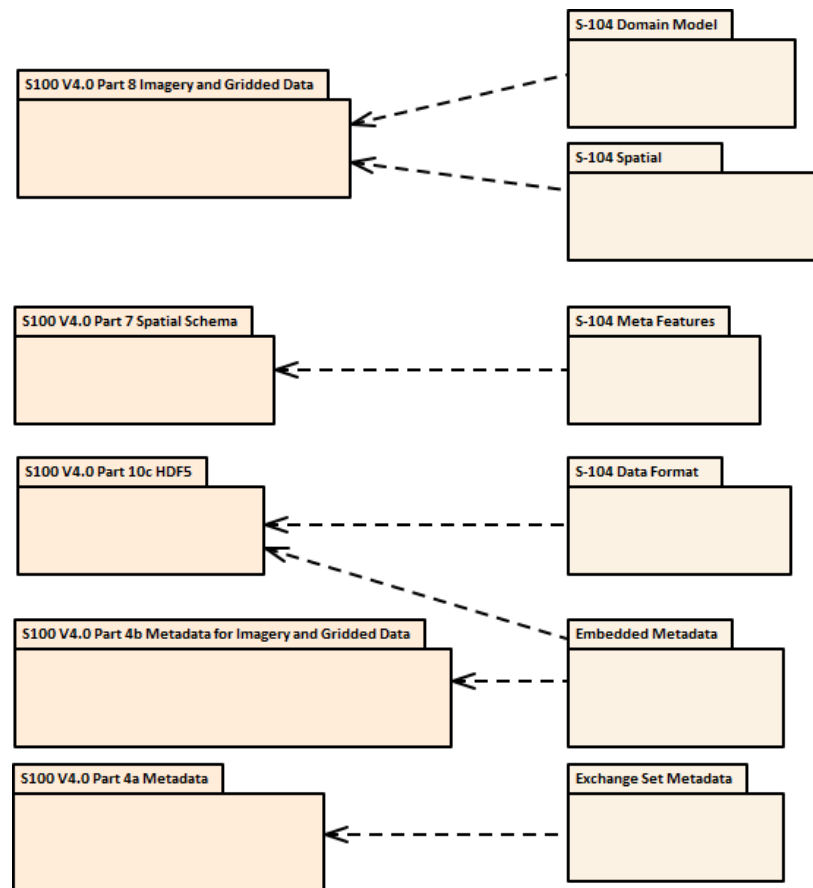 S-104 Domain Model
S100 V4.0 Part 8 Imagery and Gridded Data
S-104 Spatial
S100 V4.0 Part 7 Spatial Schema
S-104 Meta Features
S100 V4.0 Part 10c HDF5
S-104 Data Format
S100 V4.0 Part 4b Metadata for Imagery and Gridded Data
Embedded Metadata
S100 V4.0 Part 4a Metadata
Exchange Set Metadata